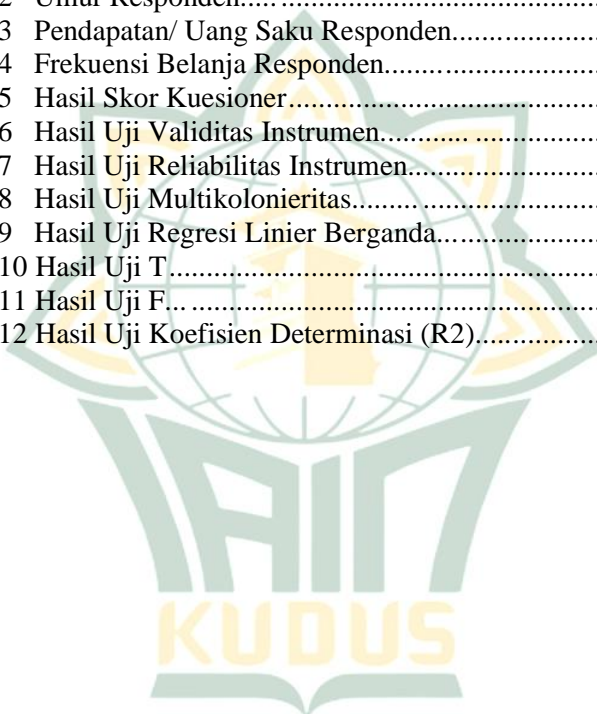 2 Umur Responden..............................................
3 Pendapatan/ Uang Saku Responden.......................
4 Frekuensi Belanja Responden.................................
5 Hasil Skor Kuesioner..............................................
6 Hasil Uji Validitas Instrumen............ ...................
7 Hasil Uji Reliabilitas Instrumen............................
8 Hasil Uji Multikolonieritas......... .......................
9 Hasil Uji Regresi Linier Berganda........................
10 Hasil Uji T...............................................................
11 Hasil Uji F... ..........................................................
12 Hasil Uji Koefisien Determinasi (R2)..................
IAIN
KUDUS